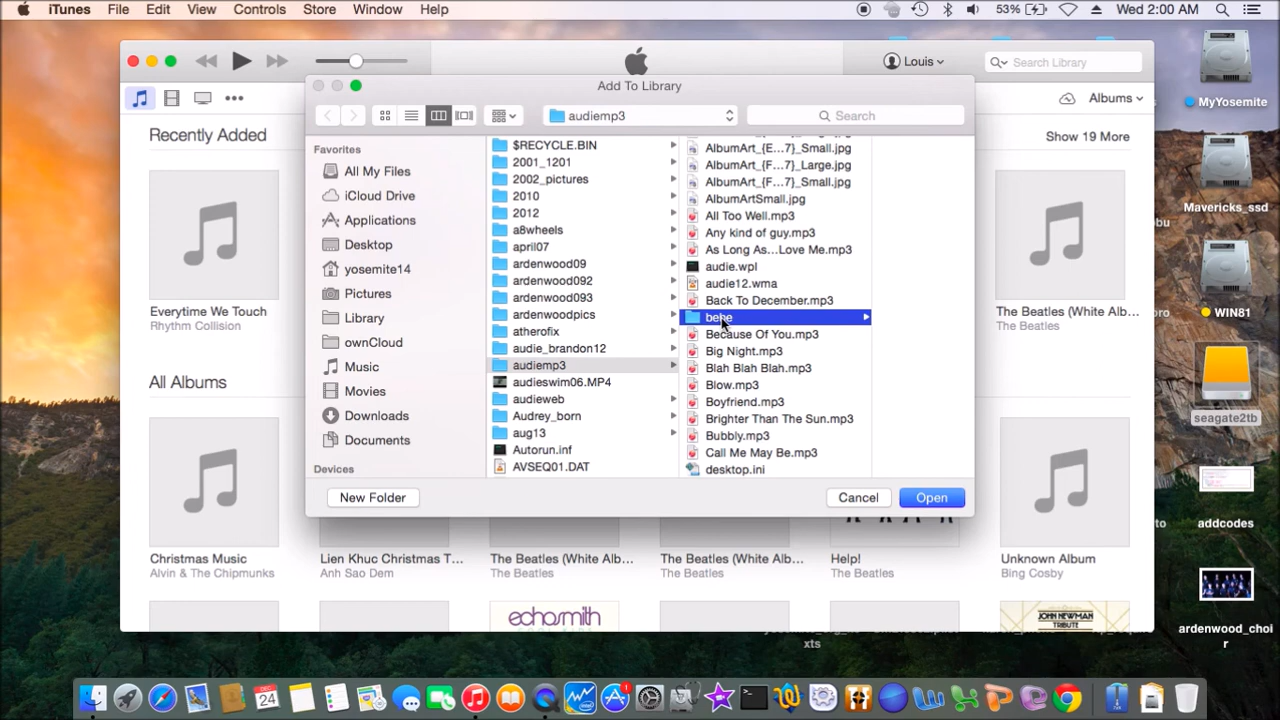 iTunes File Edit View Controls Store Window Help
53% Wed 2:00 AM
Louis
Search Library
Add To Library
audiemp3
Search
Albums
Recently Added
Show 19 More
Everytime We Touch
Rhythm Collision
The Beatles (White Alb...
The Beatles
All Albums
Christmas Music
Alvin & The Chipmunks
Lien Khuc Christmas T...
Anh Sao Dem
The Beatles (White Alb...
The Beatles
The Beatles (White Alb...
The Beatles
Help!
The Beatles
Unknown Album
Bing Cosby
echosmith
JOHN NEWMAN
TRIBUTE
Favorites
All My Files
iCloud Drive
Applications
Desktop
yosemite14
Pictures
Library
ownCloud
Music
Movies
Downloads
Documents
Devices
$RECYCLE.BIN
2001_1201
2002_pictures
2010
2012
a8wheels
april07
ardenwood09
ardenwood092
ardenwood093
ardenwoodpics
atherofix
audie_brandon12
audiemp3
audieswim06.MP4
audieweb
Audrey_born
aug13
Autorun.inf
AVSEQ01.DAT
AlbumArt_{E...7}_Small.jpg
AlbumArt_{F...7}_Large.jpg
AlbumArt_{F...7}_Small.jpg
AlbumArtSmall.jpg
All Too Well.mp3
Any kind of guy.mp3
As Long As...Love Me.mp3
audie.wpl
audie12.wma
Back To December.mp3
Because Of You.mp3
Big Night.mp3
Blah Blah Blah.mp3
Blow.mp3
Boyfriend.mp3
Brighter Than The Sun.mp3
Bubbly.mp3
Call Me May Be.mp3
desktop.ini
New Folder
Cancel
Open
MyYosemite
Mavericks_ssd
WIN81
seagate2tb
addcodes
ardenwood_choi
r
xts
DEC
24
1